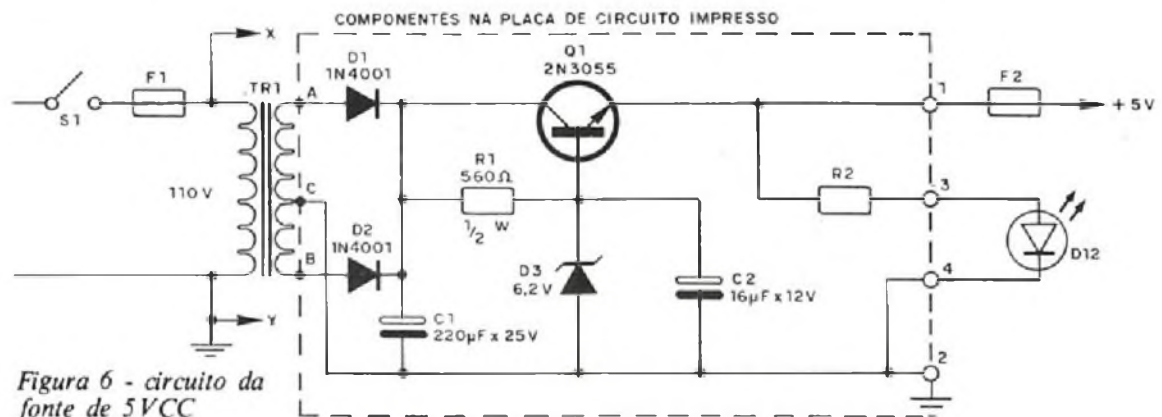 COMPONENTES NA PLACA DE CIRCUITO IMPRESSO
X
D1
1N4001
Q1
2N3055
F1
TR1
A
1
F2
S1
+5V
R1
560Ω
1/2 W
R2
3
110V
C
D2
1N4001
B
D3
6,2V
C2
16µF x 12V
4
D12
C1
220µF x 25V
Y
2
Figura 6 - circuito da
fonte de 5VCC